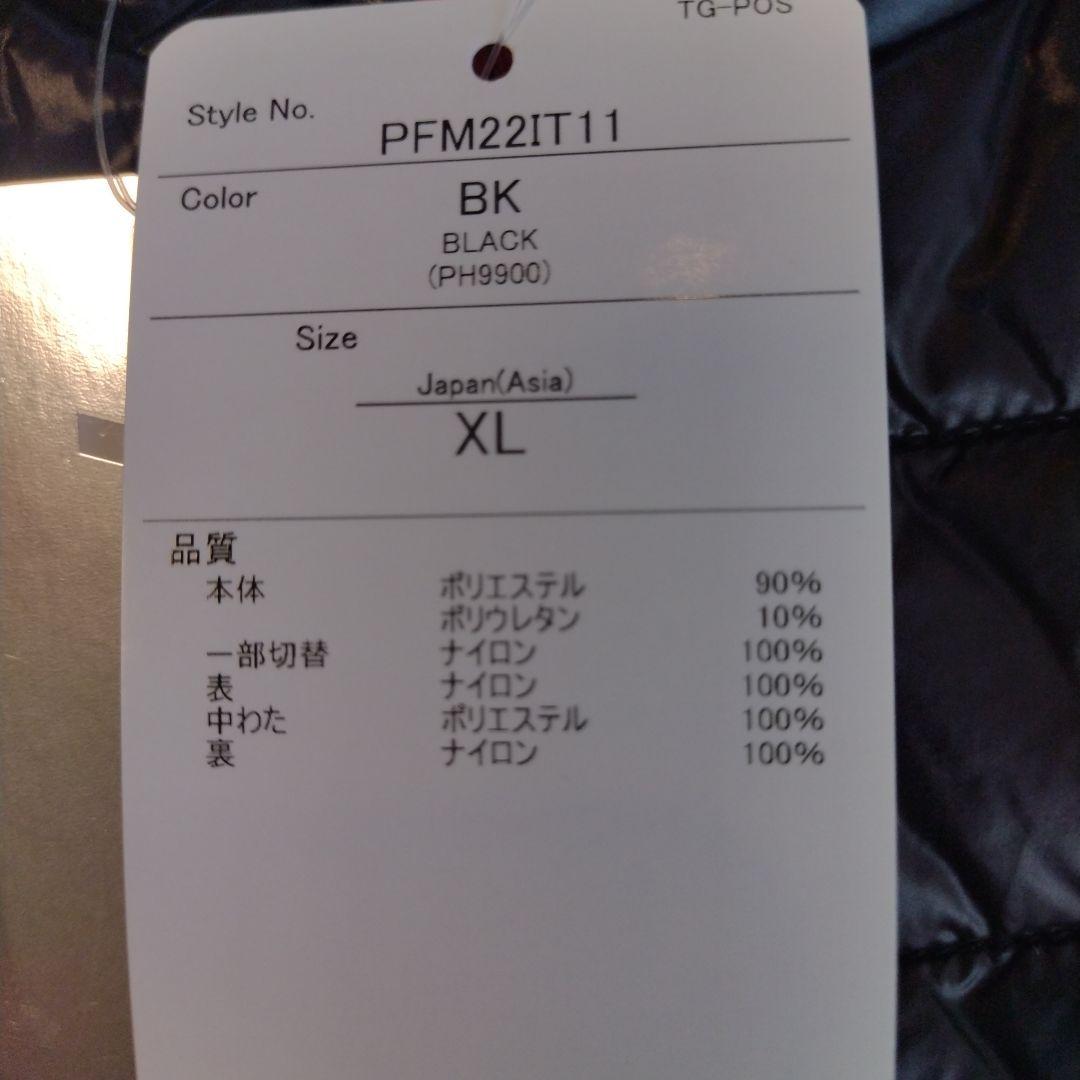 TG-POS
Style No. PFM22IT11
Color BK
BLACK
(PH9900)
Size
Japan(Asia)
XL
品質
本体 ポリエステル 90%
ポリウレタン 10%
一部切替 ナイロン 100%
表 ナイロン 100%
中わた ポリエステル 100%
裏 ナイロン 100%